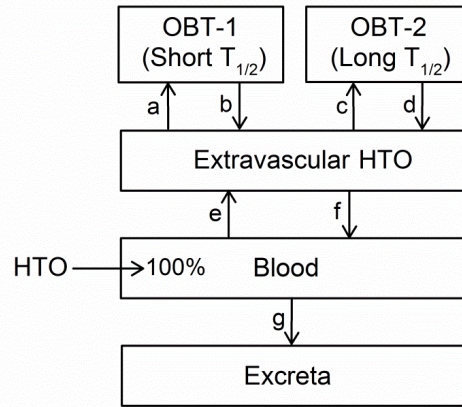 OBT-1
(Short T1/2)
OBT-2
(Long T1/2)
a
b
c
d
Extravascular HTO
e
f
HTO
100%
Blood
g
Excreta